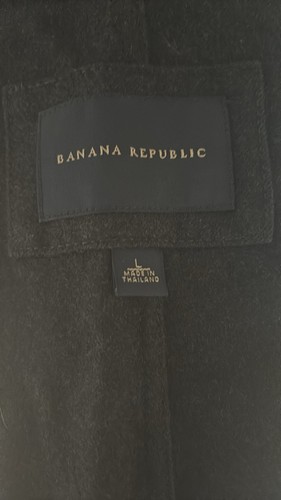 BANANA REPUBLIC
L
MADE IN
THAILAND